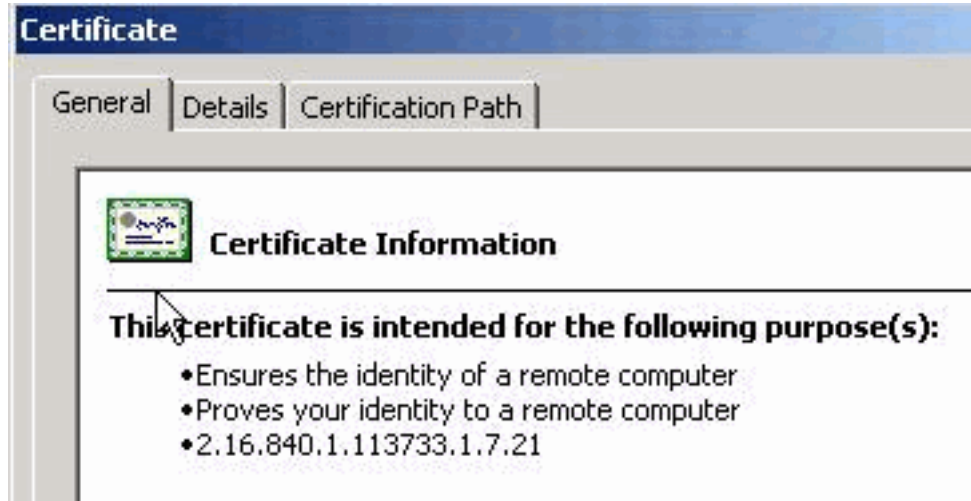 Certificate
General Details Certification Path
Certificate Information
This certificate is intended for the following purpose(s):
•Ensures the identity of a remote computer
•Proves your identity to a remote computer
•2.16.840.1.113733.1.7.21